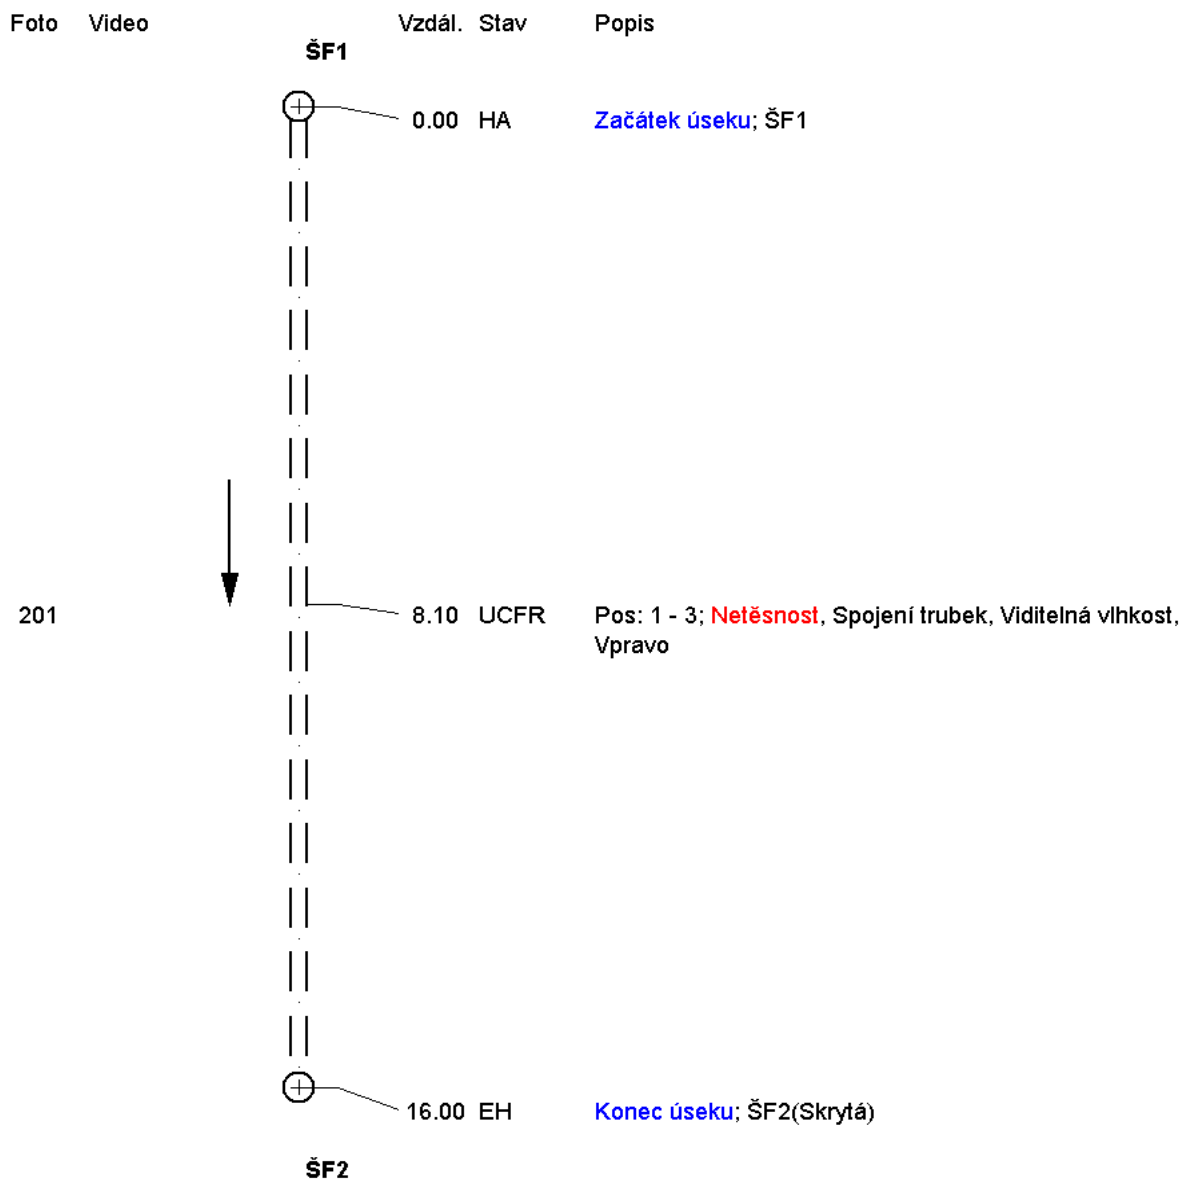 Foto Video Vzdál. Stav Popis
ŠF1
0.00 HA Začátek úseku; ŠF1
201 8.10 UCFR Pos: 1 - 3; Netěsnost, Spojení trubek, Viditelná vlhkost,
Vpravo
16.00 EH Konec úseku; ŠF2(Skrytá)
ŠF2